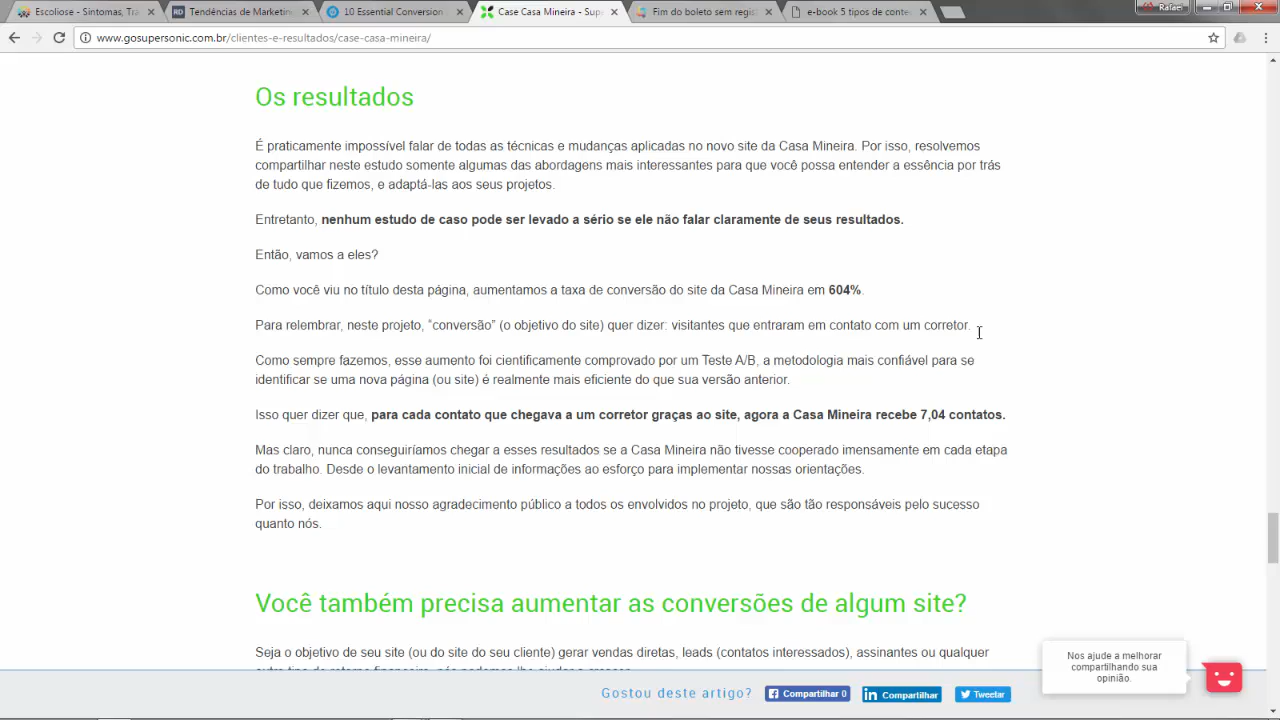 Escoliose - Sintomas, Tra
Tendências de Marketing
10 Essential Conversion
Case Casa Mineira - Sup
Fim do boleto sem regis
e-book 5 tipos de conte
Rafael
www.gosupersonic.com.br/clientes-e-resultados/case-casa-mineira/
Os resultados
É praticamente impossível falar de todas as técnicas e mudanças aplicadas no novo site da Casa Mineira. Por isso, resolvemos
compartilhar neste estudo somente algumas das abordagens mais interessantes para que você possa entender a essência por trás
de tudo que fizemos, e adaptá-las aos seus projetos.
Entretanto, nenhum estudo de caso pode ser levado a sério se ele não falar claramente de seus resultados.
Então, vamos a eles?
Como você viu no título desta página, aumentamos a taxa de conversão do site da Casa Mineira em 604%.
Para relembrar, neste projeto, “conversão” (o objetivo do site) quer dizer: visitantes que entraram em contato com um corretor.
Como sempre fazemos, esse aumento foi cientificamente comprovado por um Teste A/B, a metodologia mais confiável para se
identificar se uma nova página (ou site) é realmente mais eficiente do que sua versão anterior.
Isso quer dizer que, para cada contato que chegava a um corretor graças ao site, agora a Casa Mineira recebe 7,04 contatos.
Mas claro, nunca conseguiríamos chegar a esses resultados se a Casa Mineira não tivesse cooperado imensamente em cada etapa
do trabalho. Desde o levantamento inicial de informações ao esforço para implementar nossas orientações.
Por isso, deixamos aqui nosso agradecimento público a todos os envolvidos no projeto, que são tão responsáveis pelo sucesso
quanto nós.
Você também precisa aumentar as conversões de algum site?
Seja o objetivo de seu site (ou do site do seu cliente) gerar vendas diretas, leads (contatos interessados), assinantes ou qualquer
Nos ajude a melhorar
compartilhando sua
opinião.
Gostou deste artigo?
Compartilhar 0
Compartilhar
Tweetar